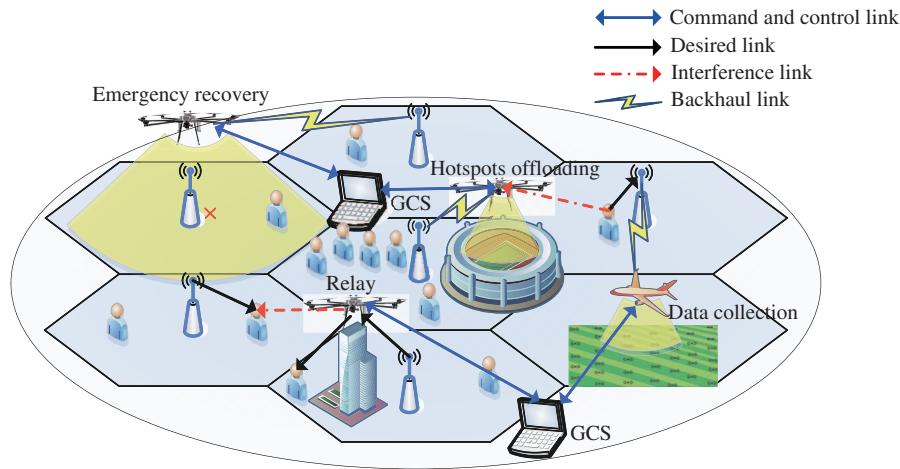 Command and control link
Desired link
Interference link
Backhaul link
Emergency recovery
Hotspots offloading
GCS
Relay
Data collection
GCS